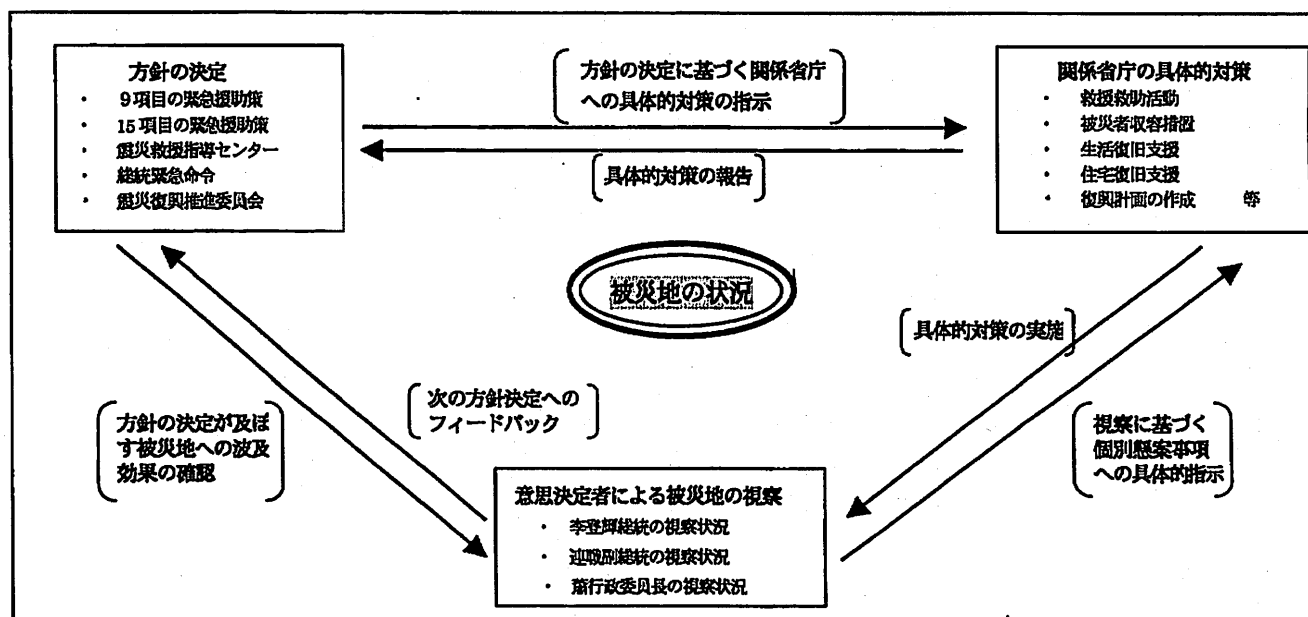 方針の決定
・ 9項目の緊急援助策
・ 15項目の緊急援助策
・ 震災救援指導センター
・ 総統緊急命令
・ 震災復興推進委員会
方針の決定に基づく関係省庁
への具体的対策の指示
具体的対策の報告
関係省庁の具体的対策
・ 救援救助活動
・ 被災者収容措置
・ 生活復旧支援
・ 住宅復旧支援
・ 復興計画の作成 等
被災地の状況
具体的対策の実施
次の方針決定への
フィードバック
方針の決定が及ぼ
す被災地への波及
効果の確認
視察に基づく
個別懸案事項
への具体的指示
意思決定者による被災地の視察
・ 李登輝総統の視察状況
・ 連戦副総統の視察状況
・ 蕭行政委員長の視察状況